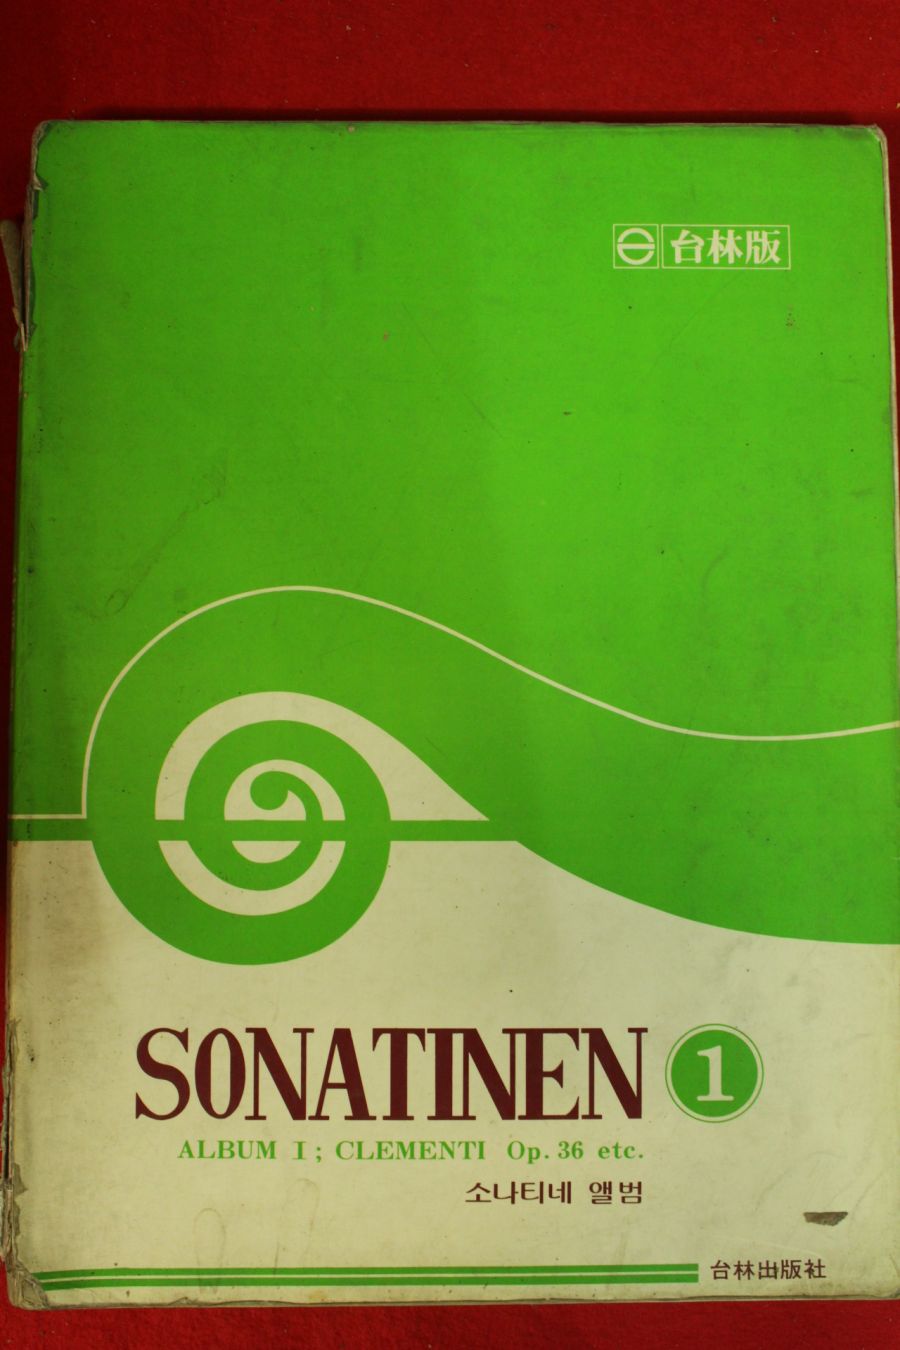 台林版
SONATINEN 1
ALBUM I ; CLEMENTI Op. 36 etc.
소나티네 앨범
台林出版社